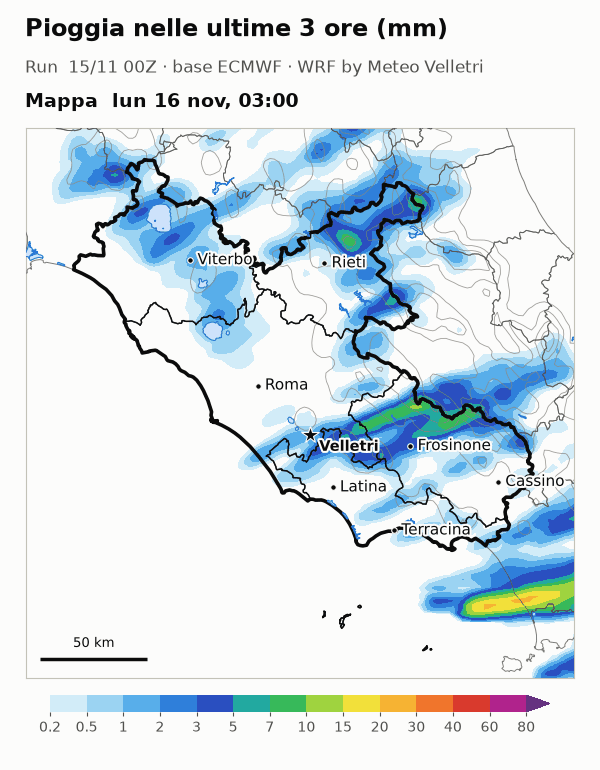 Pioggia nelle ultime 3 ore (mm)
Run  15/11 00Z · base ECMWF · WRF by Meteo Velletri
Mappa  lun 16 nov, 03:00
Viterbo
Rieti
Roma
Velletri
Frosinone
Cassino
Latina
Terracina
50 km
0.2 0.5 1 2 3 5 7 10 15 20 30 40 60 80